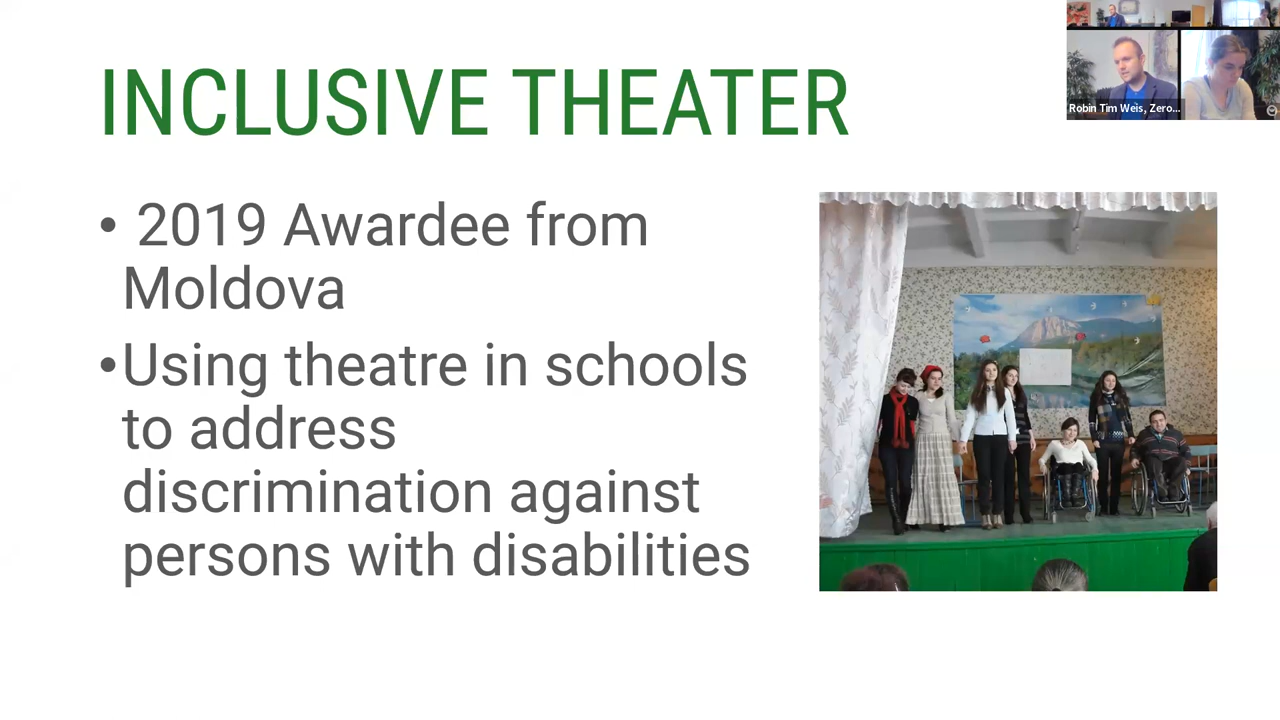 INCLUSIVE THEATER
Robin Tim Weis, Zero...
• 2019 Awardee from
Moldova
•Using theatre in schools
to address
discrimination against
persons with disabilities